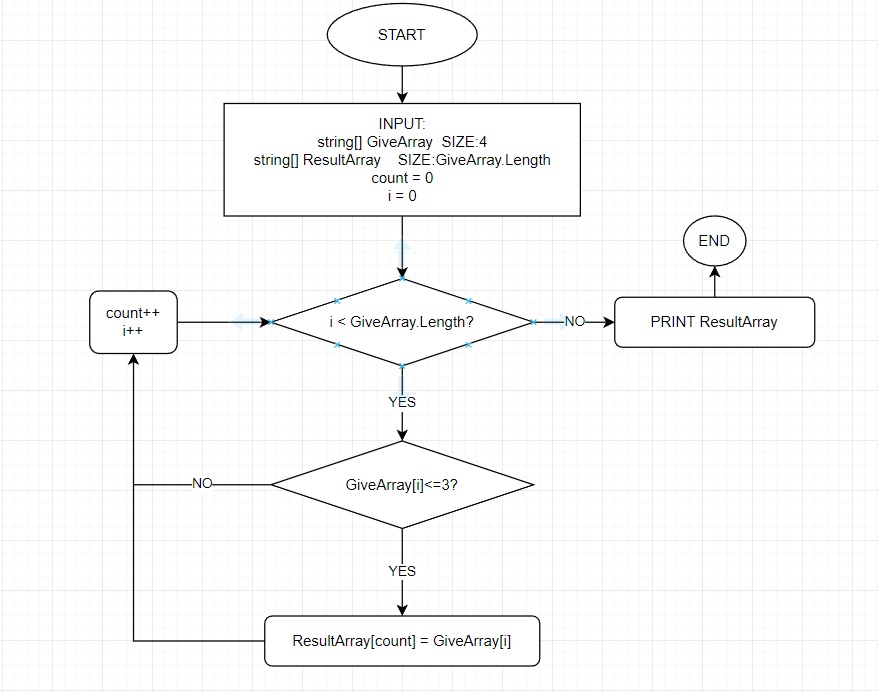 START
INPUT:
string[] GiveArray SIZE:4
string[] ResultArray SIZE:GiveArray.Length
count = 0
i = 0
END
count++
i++
i < GiveArray.Length?
NO
PRINT ResultArray
YES
NO
GiveArray[i]<=3?
YES
ResultArray[count] = GiveArray[i]